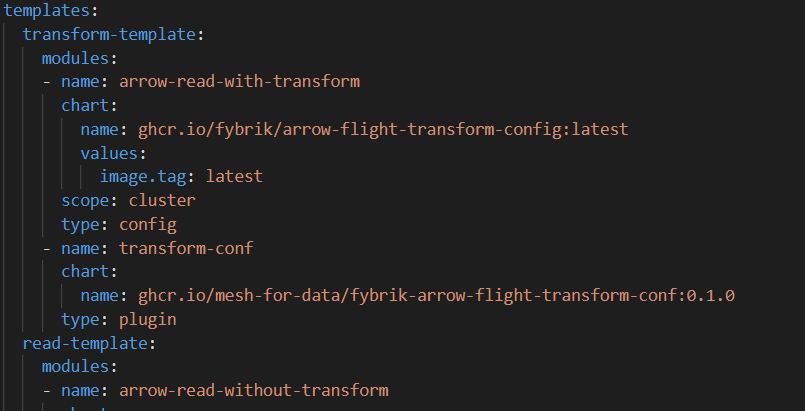 templates:
  transform-template:
    modules:
    - name: arrow-read-with-transform
      chart:
        name: ghcr.io/fybrik/arrow-flight-transform-config:latest
        values:
          image.tag: latest
      scope: cluster
      type: config
    - name: transform-conf
      chart:
        name: ghcr.io/mesh-for-data/fybrik-arrow-flight-transform-conf:0.1.0
      type: plugin
  read-template:
    modules:
    - name: arrow-read-without-transform